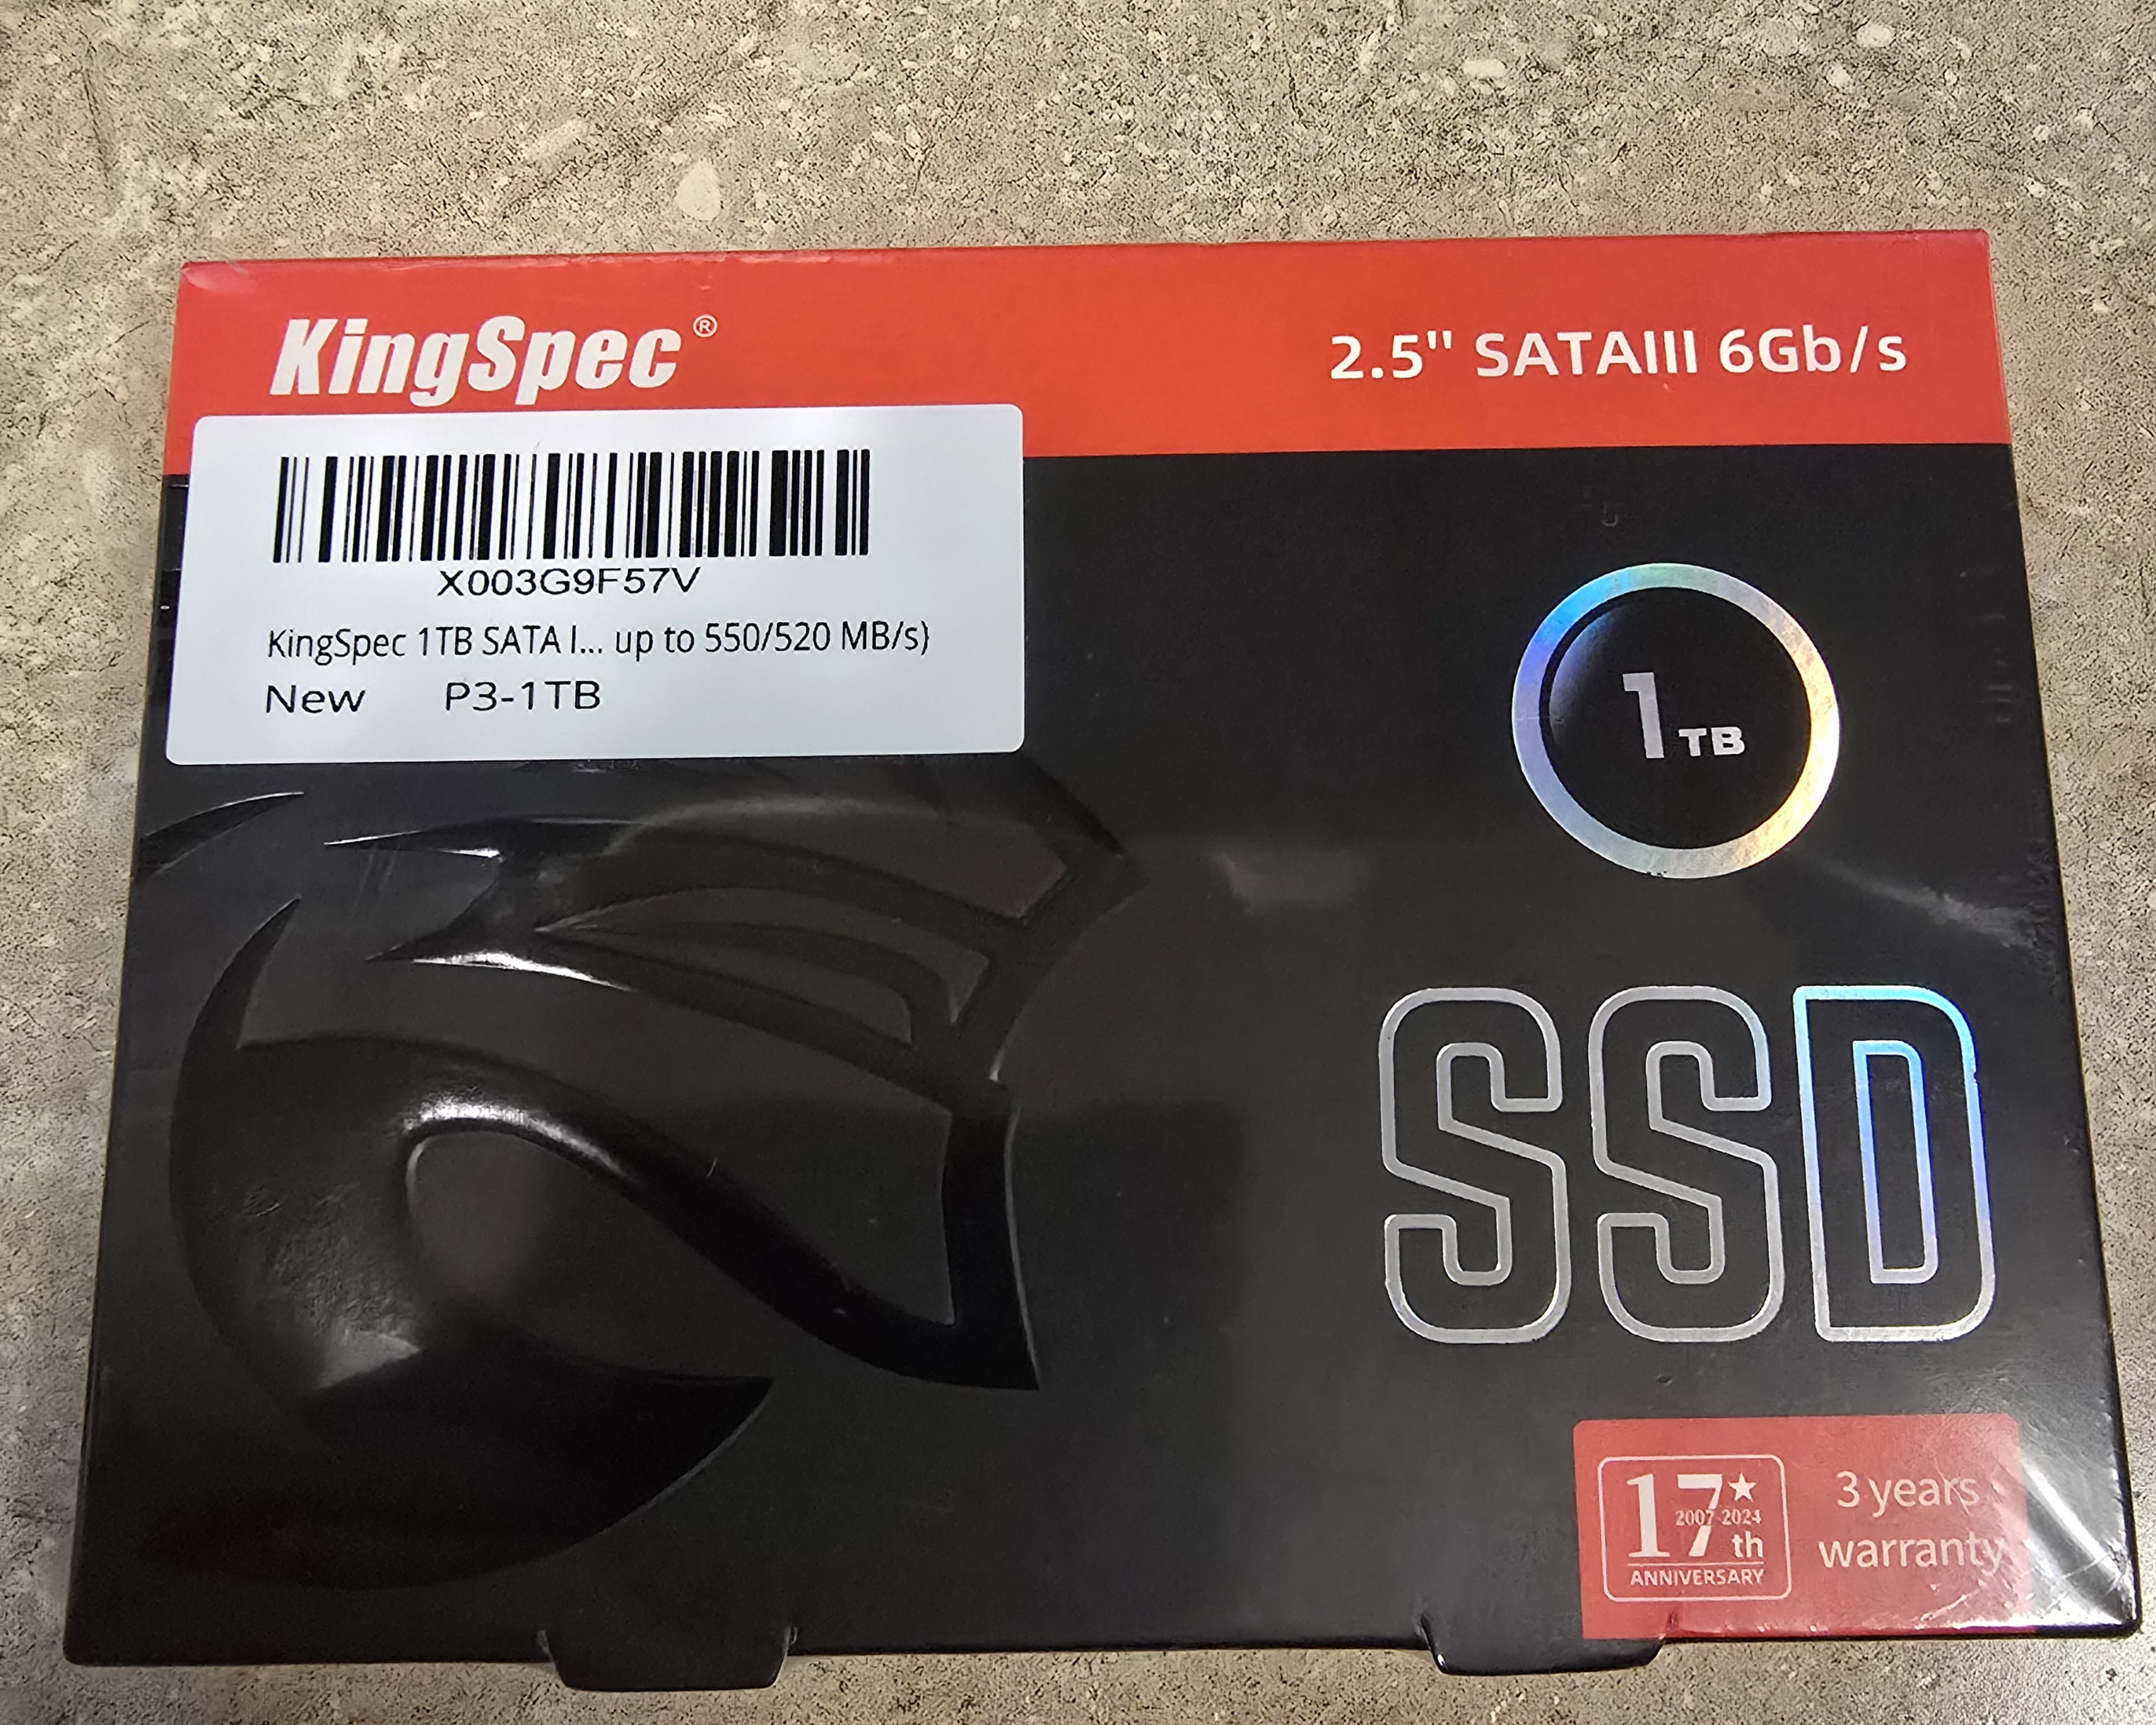 KingSpec®
2.5" SATAIII 6Gb/s
X003G9F57V
KingSpec 1TB SATA I... up to 550/520 MB/s)
New P3-1TB
1TB
SSD
17th
2007-2024
ANNIVERSARY
3 years
warranty